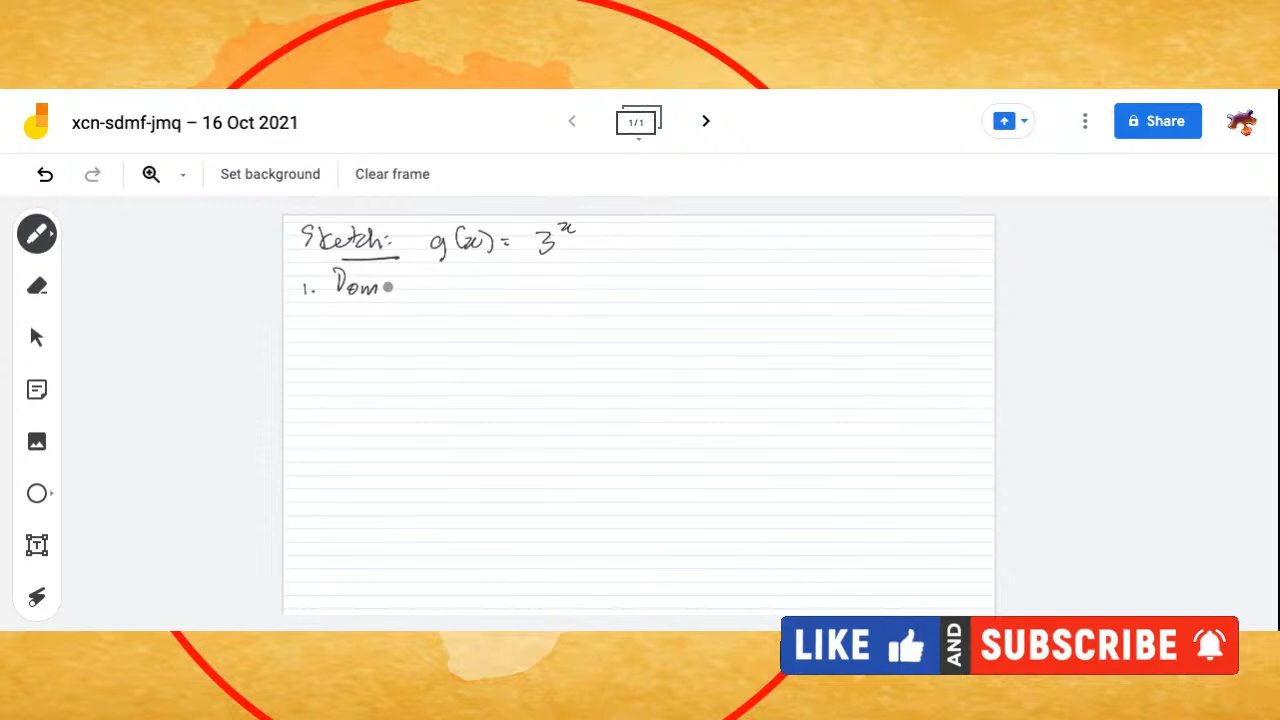 xcn-sdmf-jmq – 16 Oct 2021
1/1
Share
Set background
Clear frame
Sketch: g(x) = 3^x
1. Dom
T
LIKE AND SUBSCRIBE